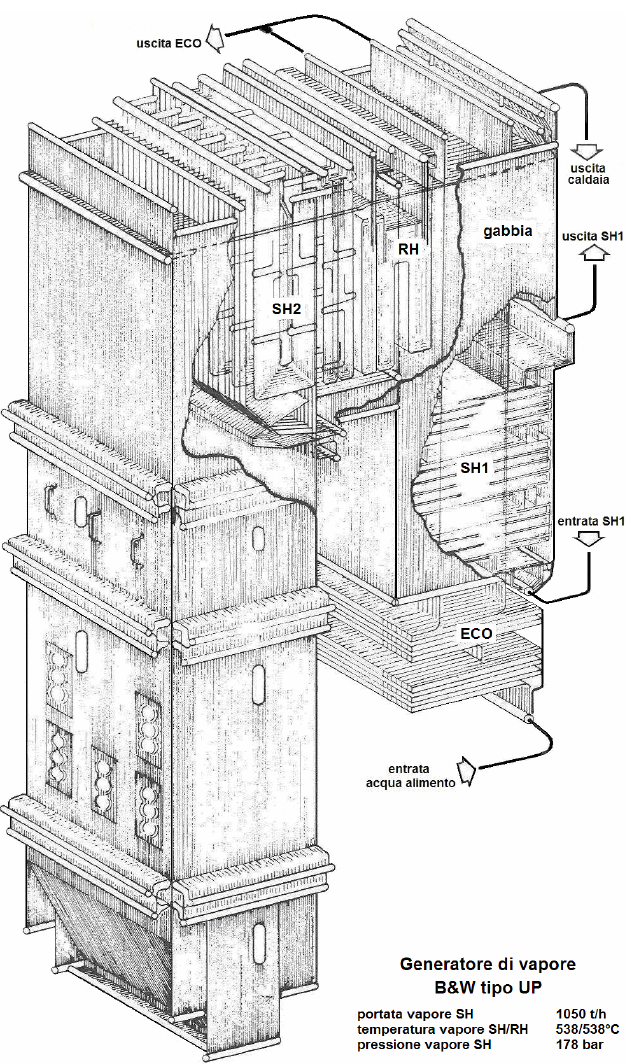 uscita ECO
uscita
caldaia
uscita SH1
gabbia
RH
SH2
SH1
entrata SH1
ECO
entrata
acqua alimento
Generatore di vapore
B&W tipo UP
portata vapore SH 1050 t/h
temperatura vapore SH/RH 538/538°C
pressione vapore SH 178 bar